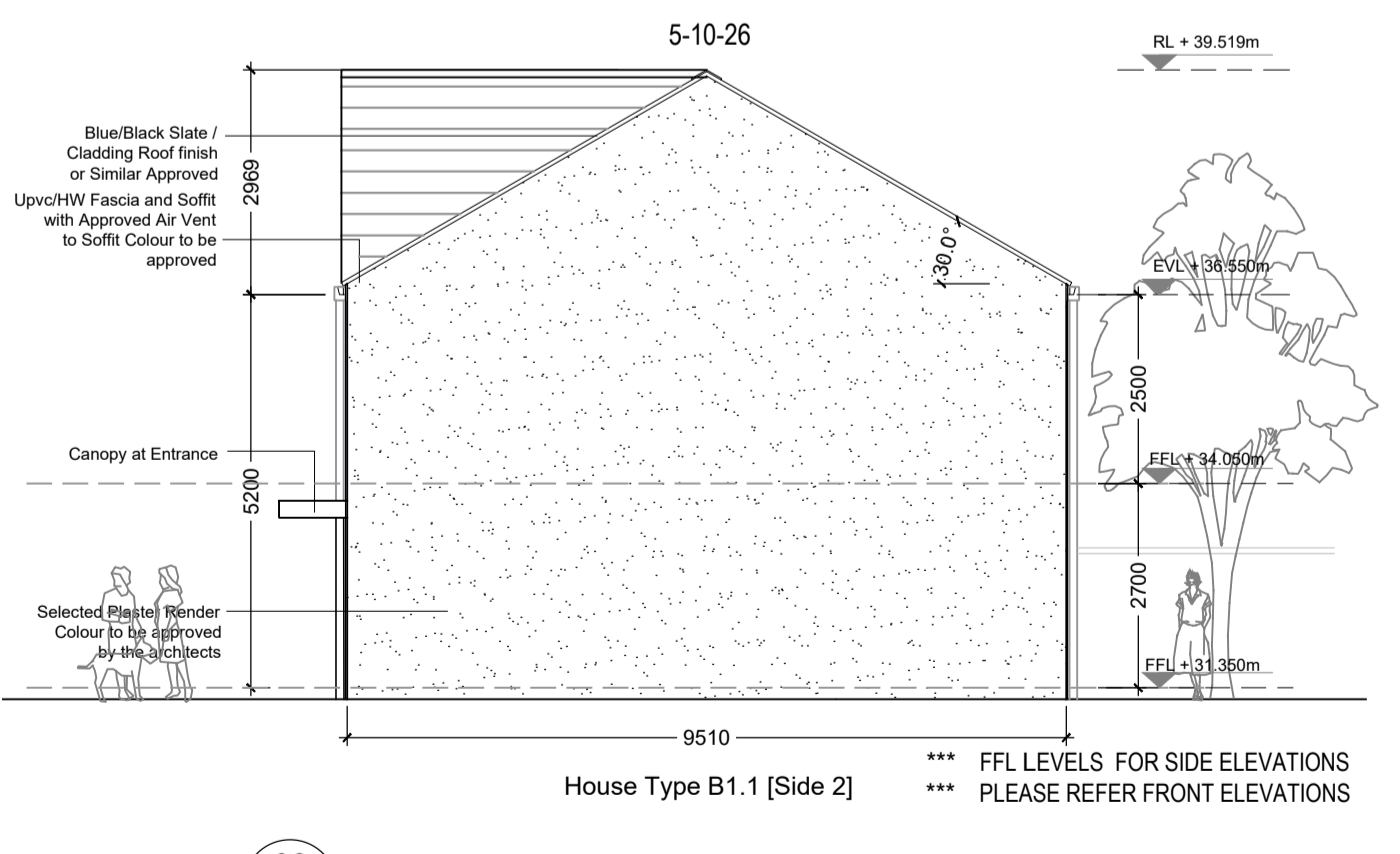 5-10-26
RL + 39.519m
Blue/Black Slate /
Cladding Roof finish
or Similar Approved
2969
Upvc/HW Fascia and Soffit
with Approved Air Vent
to Soffit Colour to be
approved
30.0°
EVL + 36.550m
2500
Canopy at Entrance
FFL + 34.050m
5200
2700
Selected Plaster Render
Colour to be approved
by the architects
FFL + 31.350m
9510
*** FFL LEVELS FOR SIDE ELEVATIONS
House Type B1.1 [Side 2]
*** PLEASE REFER FRONT ELEVATIONS